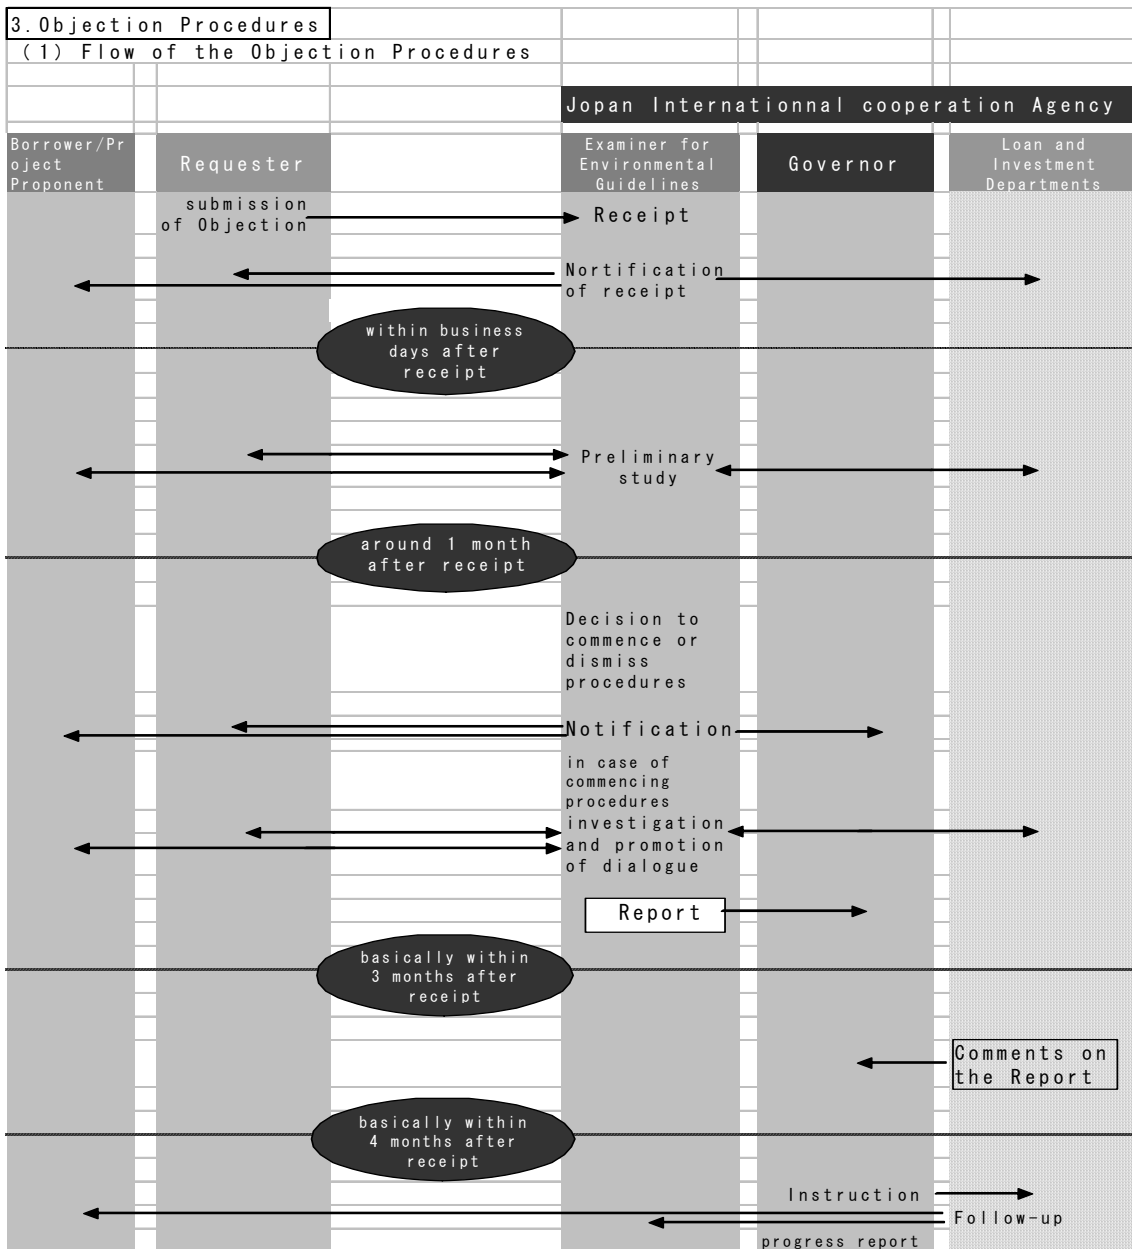 3.Objection Procedures
(1) Flow of the Objection Procedures
Jopan Internationnal cooperation Agency
Borrower/Pr
oject
Proponent
Requester
Examiner for
Environmental
Guidelines
Governor
Loan and
Investment
Departments
submission
of Objection
Receipt
Nortification
of receipt
within business
days after
receipt
Preliminary
study
around 1 month
after receipt
Decision to
commence or
dismiss
procedures
Notification
in case of
commencing
procedures
investigation
and promotion
of dialogue
Report
basically within
3 months after
receipt
Comments on
the Report
basically within
4 months after
receipt
Instruction
Follow-up
progress report